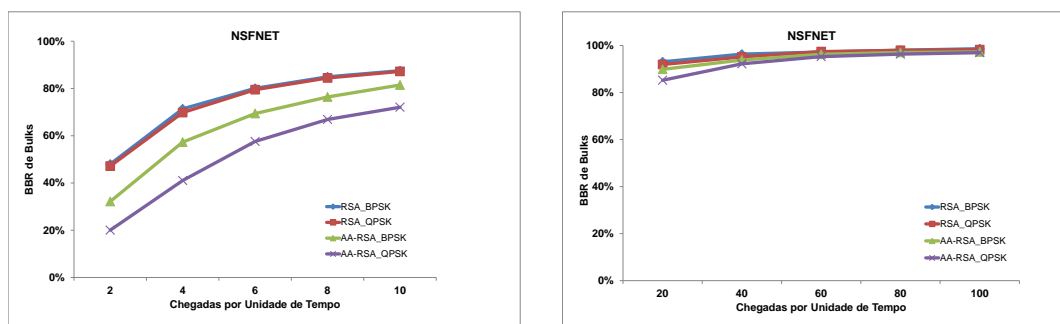 NSFNET
100%
80%
60%
40%
20%
0%
BBR de Bulks
2 4 6 8 10
Chegadas por Unidade de Tempo
RSA_BPSK
RSA_QPSK
AA-RSA_BPSK
AA-RSA_QPSK
NSFNET
100%
80%
60%
40%
20%
0%
BBR de Bulks
20 40 60 80 100
Chegadas por Unidade de Tempo
RSA_BPSK
RSA_QPSK
AA-RSA_BPSK
AA-RSA_QPSK